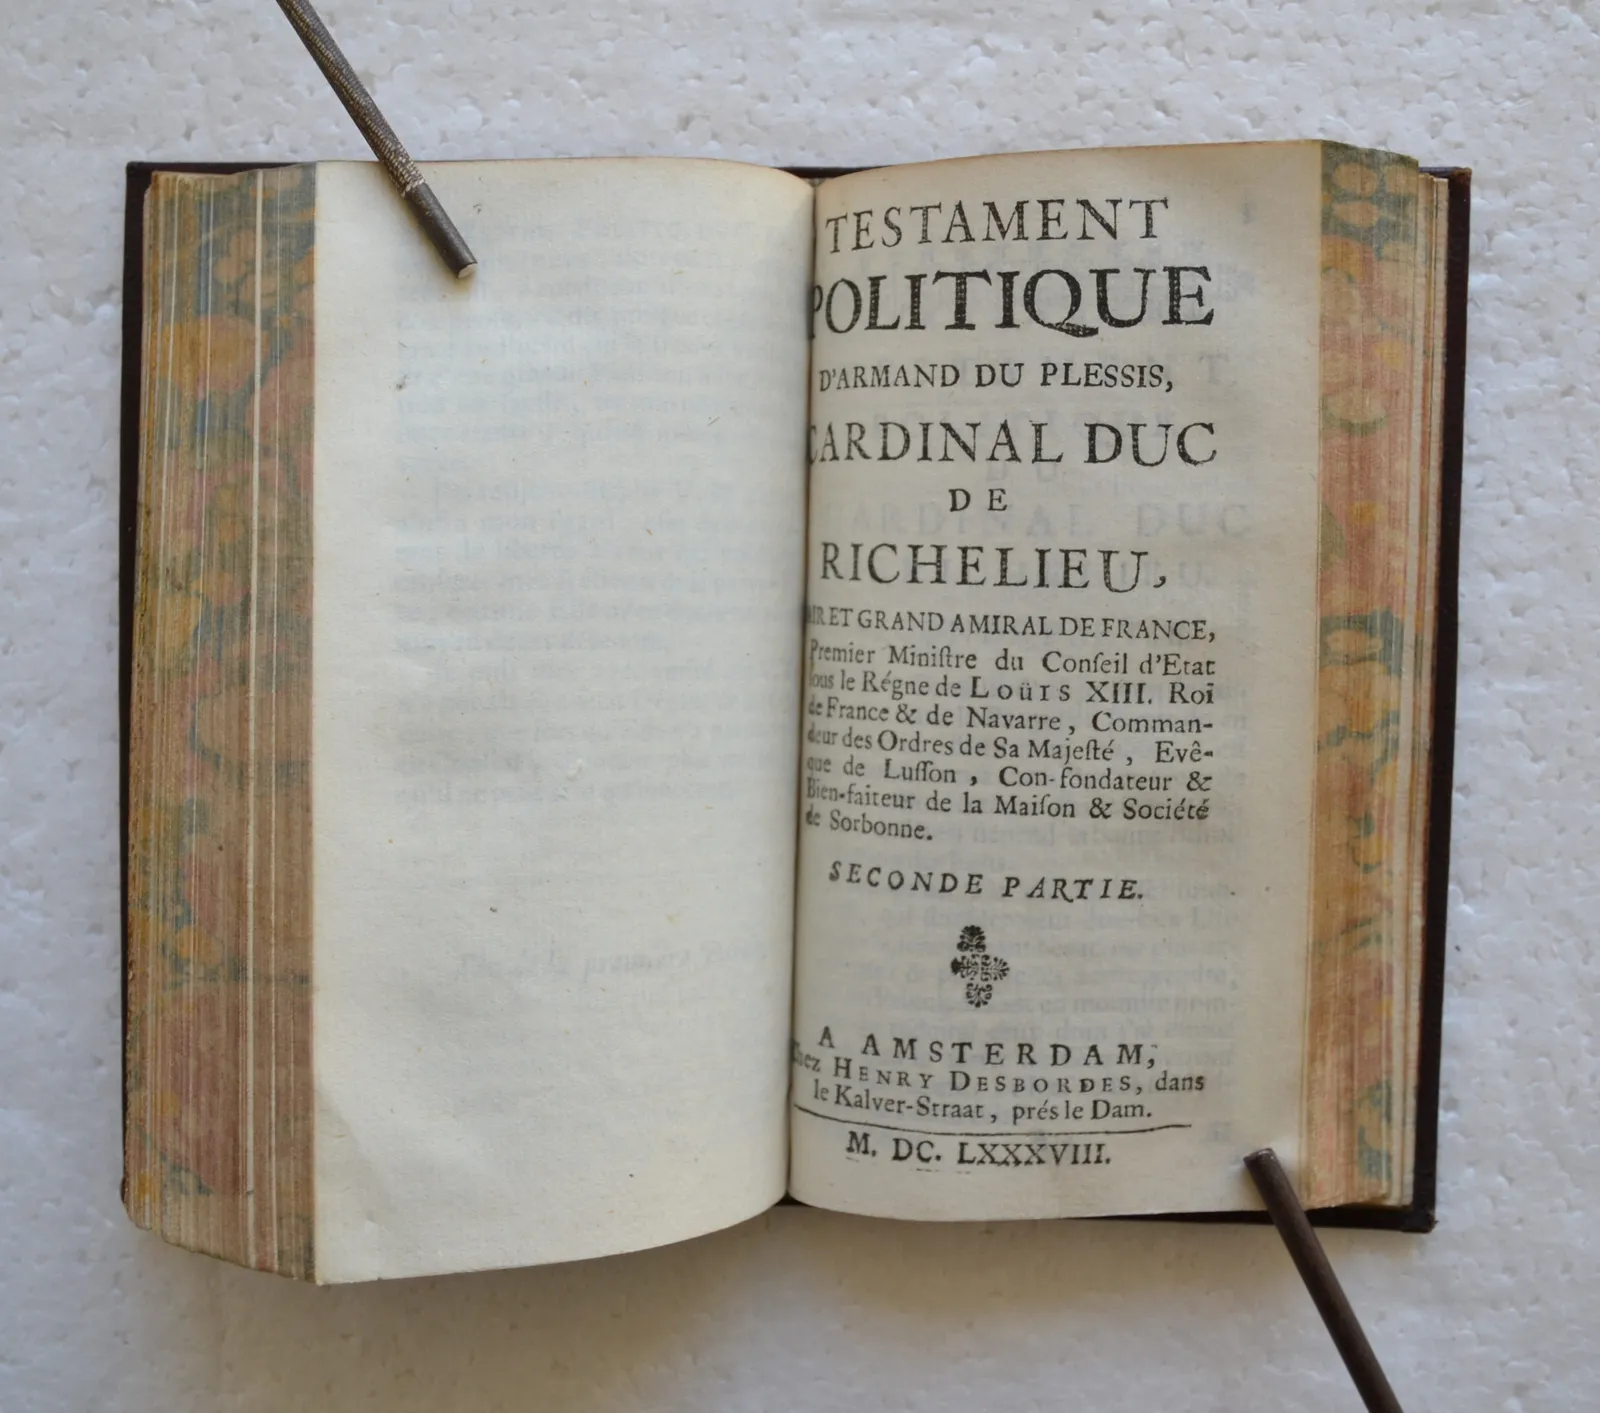 TESTAMENT
POLITIQUE
D'ARMAND DU PLESSIS,
CARDINAL DUC
DE
RICHELIEU,
PAIR ET GRAND AMIRAL DE FRANCE,
Premier Miniſtre du Conſeil d'Etat
ſous le Régne de Loüis XIII. Roi
de France & de Navarre, Comman-
deur des Ordres de Sa Majeſté, Evê-
que de Luſſon, Con-fondateur &
Bien-faiteur de la Maiſon & Société
de Sorbonne.
SECONDE PARTIE.
A AMSTERDAM,
Chez HENRY DESBORDES, dans
le Kalver-Straat, prés le Dam.
M. DC. LXXXVIII.